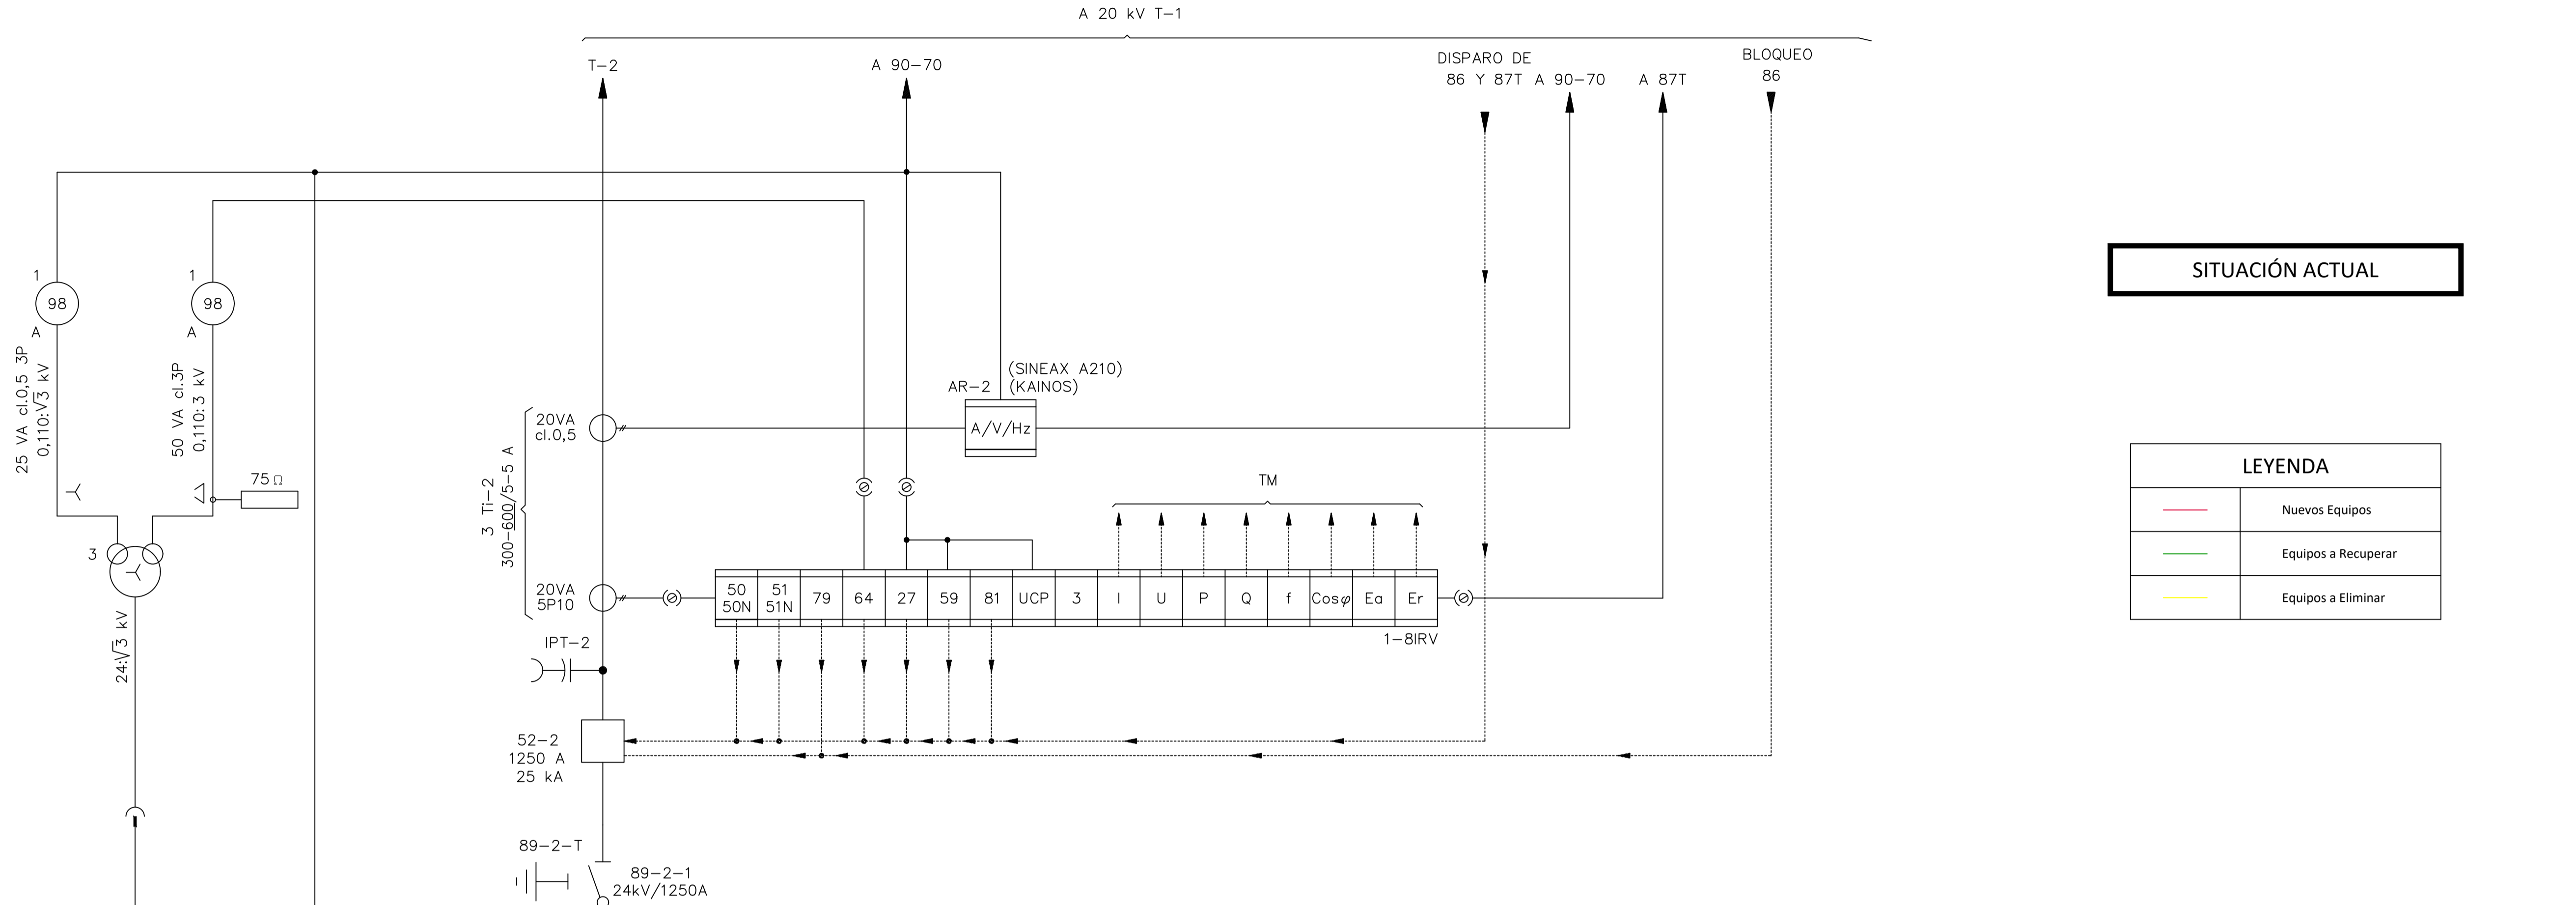 A 20 kV T-1
T-2
A 90-70
DISPARO DE
86 Y 87T
A 90-70
A 87T
BLOQUEO
86
SITUACIÓN ACTUAL
1
98
A
25 VA cl.0,5 3P
0,110:√3 kV
1
98
A
50 VA cl.3P
0,110:3 kV
75 Ω
3
24:√3 kV
(SINEAX A210)
AR-2 (KAINOS)
A/V/Hz
20VA
cl.0,5
3 Ti-2
300-600/5-5 A
20VA
5P10
TM
50
50N
51
51N
79
64
27
59
81
UCP
3
I
U
P
Q
f
Cosφ
Ea
Er
1-8IRV
IPT-2
52-2
1250 A
25 kA
89-2-T
89-2-1
24kV/1250A
LEYENDA
Nuevos Equipos
Equipos a Recuperar
Equipos a Eliminar